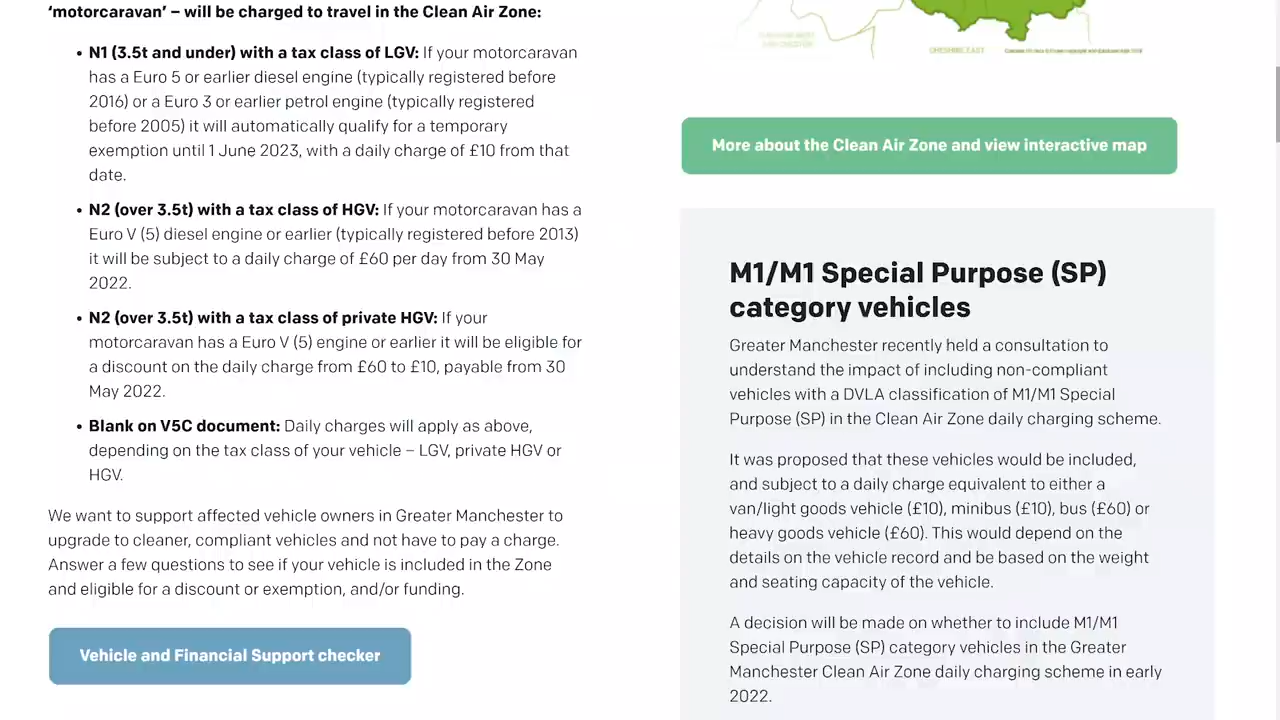 ‘motorcaravan’ – will be charged to travel in the Clean Air Zone:
• N1 (3.5t and under) with a tax class of LGV: If your motorcaravan
has a Euro 5 or earlier diesel engine (typically registered before
2016) or a Euro 3 or earlier petrol engine (typically registered
before 2005) it will automatically qualify for a temporary
exemption until 1 June 2023, with a daily charge of £10 from that
date.
• N2 (over 3.5t) with a tax class of HGV: If your motorcaravan has a
Euro V (5) diesel engine or earlier (typically registered before 2013)
it will be subject to a daily charge of £60 per day from 30 May
2022.
• N2 (over 3.5t) with a tax class of private HGV: If your
motorcaravan has a Euro V (5) engine or earlier it will be eligible for
a discount on the daily charge from £60 to £10, payable from 30
May 2022.
• Blank on V5C document: Daily charges will apply as above,
depending on the tax class of your vehicle – LGV, private HGV or
HGV.
We want to support affected vehicle owners in Greater Manchester to
upgrade to cleaner, compliant vehicles and not have to pay a charge.
Answer a few questions to see if your vehicle is included in the Zone
and eligible for a discount or exemption, and/or funding.
Vehicle and Financial Support checker
CHESHIRE EAST
More about the Clean Air Zone and view interactive map
M1/M1 Special Purpose (SP)
category vehicles
Greater Manchester recently held a consultation to
understand the impact of including non-compliant
vehicles with a DVLA classification of M1/M1 Special
Purpose (SP) in the Clean Air Zone daily charging scheme.
It was proposed that these vehicles would be included,
and subject to a daily charge equivalent to either a
van/light goods vehicle (£10), minibus (£10), bus (£60) or
heavy goods vehicle (£60). This would depend on the
details on the vehicle record and be based on the weight
and seating capacity of the vehicle.
A decision will be made on whether to include M1/M1
Special Purpose (SP) category vehicles in the Greater
Manchester Clean Air Zone daily charging scheme in early
2022.